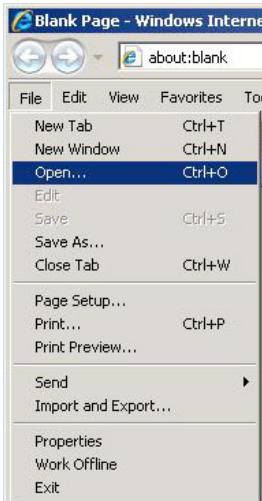 Blank Page - Windows Interne
about:blank
File Edit View Favorites To
New Tab Ctrl+T
New Window Ctrl+N
Open... Ctrl+O
Edit
Save Ctrl+S
Save As...
Close Tab Ctrl+W
Page Setup...
Print... Ctrl+P
Print Preview...
Send
Import and Export...
Properties
Work Offline
Exit